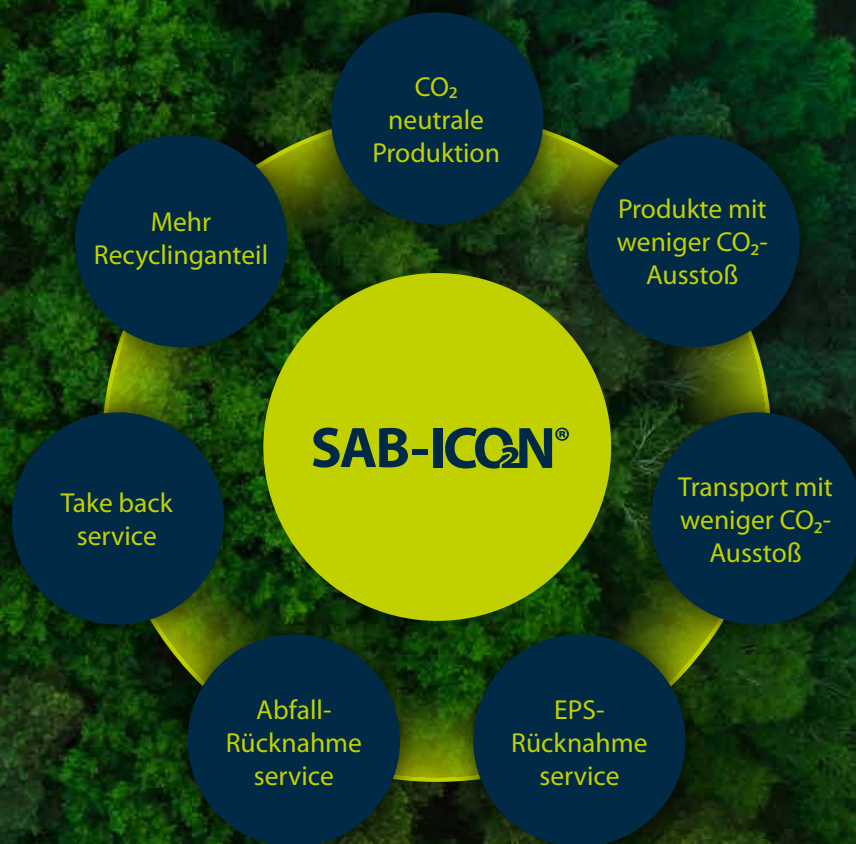 CO₂
neutrale
Produktion
Produkte mit
weniger CO₂-
Ausstoß
Transport mit
weniger CO₂-
Ausstoß
EPS-
Rücknahme
service
Abfall-
Rücknahme
service
Take back
service
Mehr
Recyclinganteil
SAB-ICO₂N®